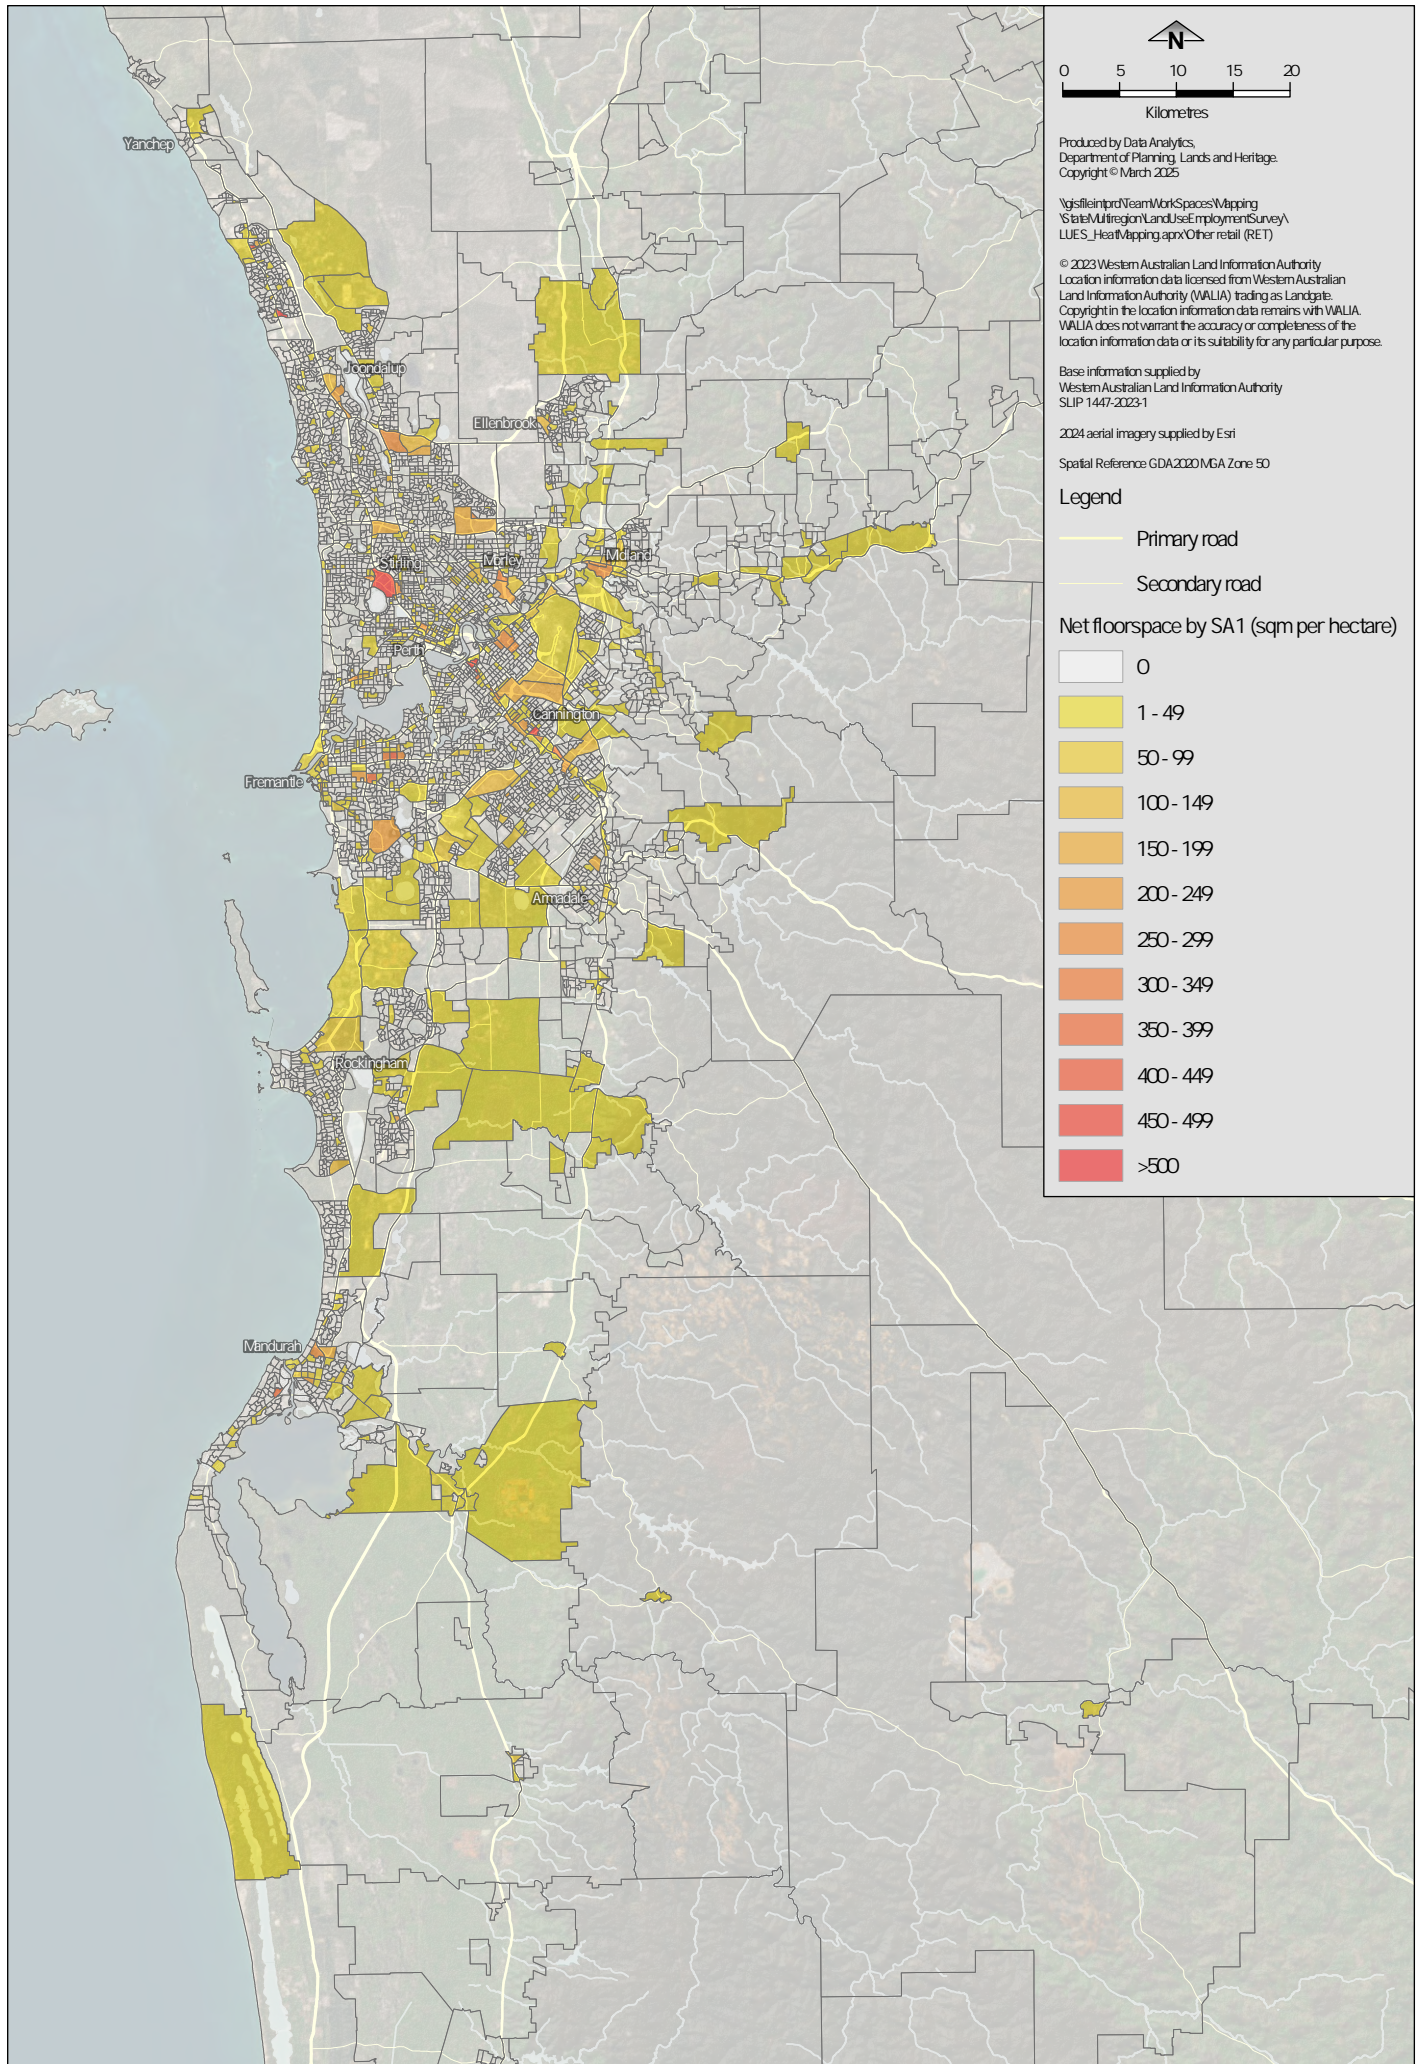 N
0 5 10 15 20
Kilometres
Produced by Data Analytics,
Department of Planning, Lands and Heritage.
Copyright © March 2025
\\gisfileintprd\TeamWorkSpaces\Mapping
\StateMultiregion\LandUseEmploymentSurvey\
LUES_HeatMapping.aprx\Other retail (RET)
© 2023 Western Australian Land Information Authority
Location information data licensed from Western Australian
Land Information Authority (WALIA) trading as Landgate.
Copyright in the location information data remains with WALIA.
WALIA does not warrant the accuracy or completeness of the
location information data or its suitability for any particular purpose.
Base information supplied by
Western Australian Land Information Authority
SLIP 1447-2023-1
2024 aerial imagery supplied by Esri
Spatial Reference GDA2020 MGA Zone 50
Legend
Primary road
Secondary road
Net floorspace by SA1 (sqm per hectare)
0
1 - 49
50 - 99
100 - 149
150 - 199
200 - 249
250 - 299
300 - 349
350 - 399
400 - 449
450 - 499
>500
Yanchep
Joondalup
Ellenbrook
Stirling
Morley
Midland
Perth
Cannington
Fremantle
Armadale
Rockingham
Mandurah